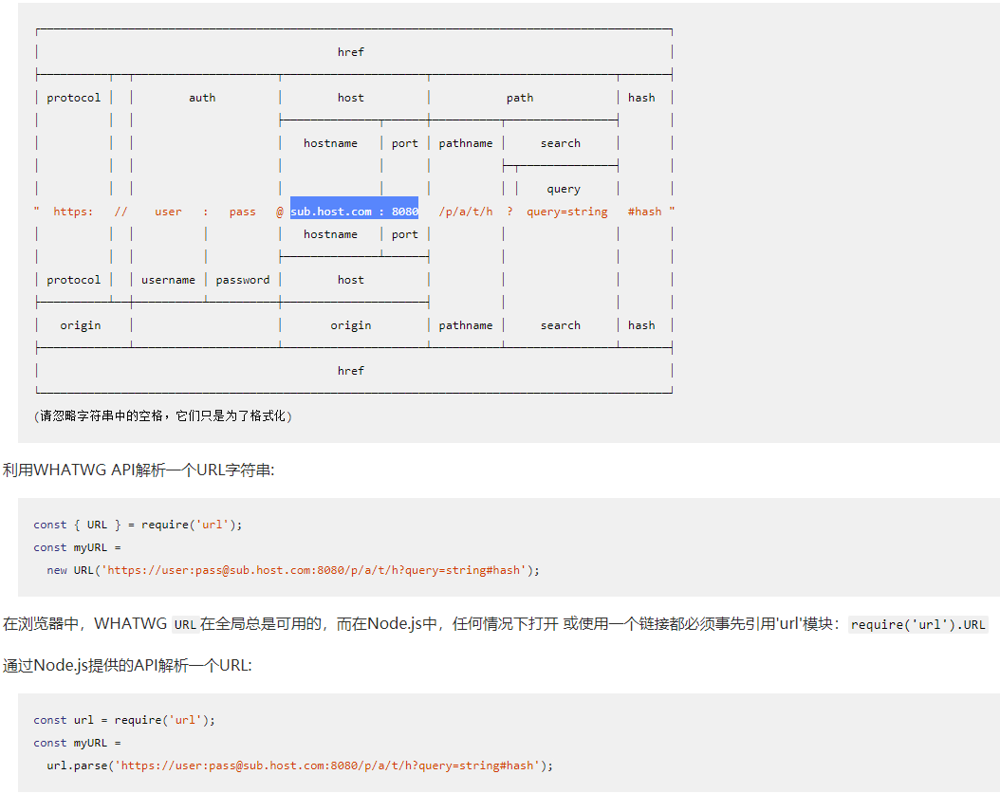 href
protocol auth host path hash
hostname port pathname search
query
" https: // user : pass @ sub.host.com : 8080 /p/a/t/h ? query=string #hash "
hostname port
protocol username password host
origin origin pathname search hash
href
(请忽略字符串中的空格，它们只是为了格式化)
利用WHATWG API解析一个URL字符串:
const { URL } = require('url');
const myURL =
new URL('https://user:pass@sub.host.com:8080/p/a/t/h?query=string#hash');
在浏览器中，WHATWG URL在全局总是可用的，而在Node.js中，任何情况下打开 或使用一个链接都必须事先引用'url'模块：require('url').URL
通过Node.js提供的API解析一个URL:
const url = require('url');
const myURL =
url.parse('https://user:pass@sub.host.com:8080/p/a/t/h?query=string#hash');